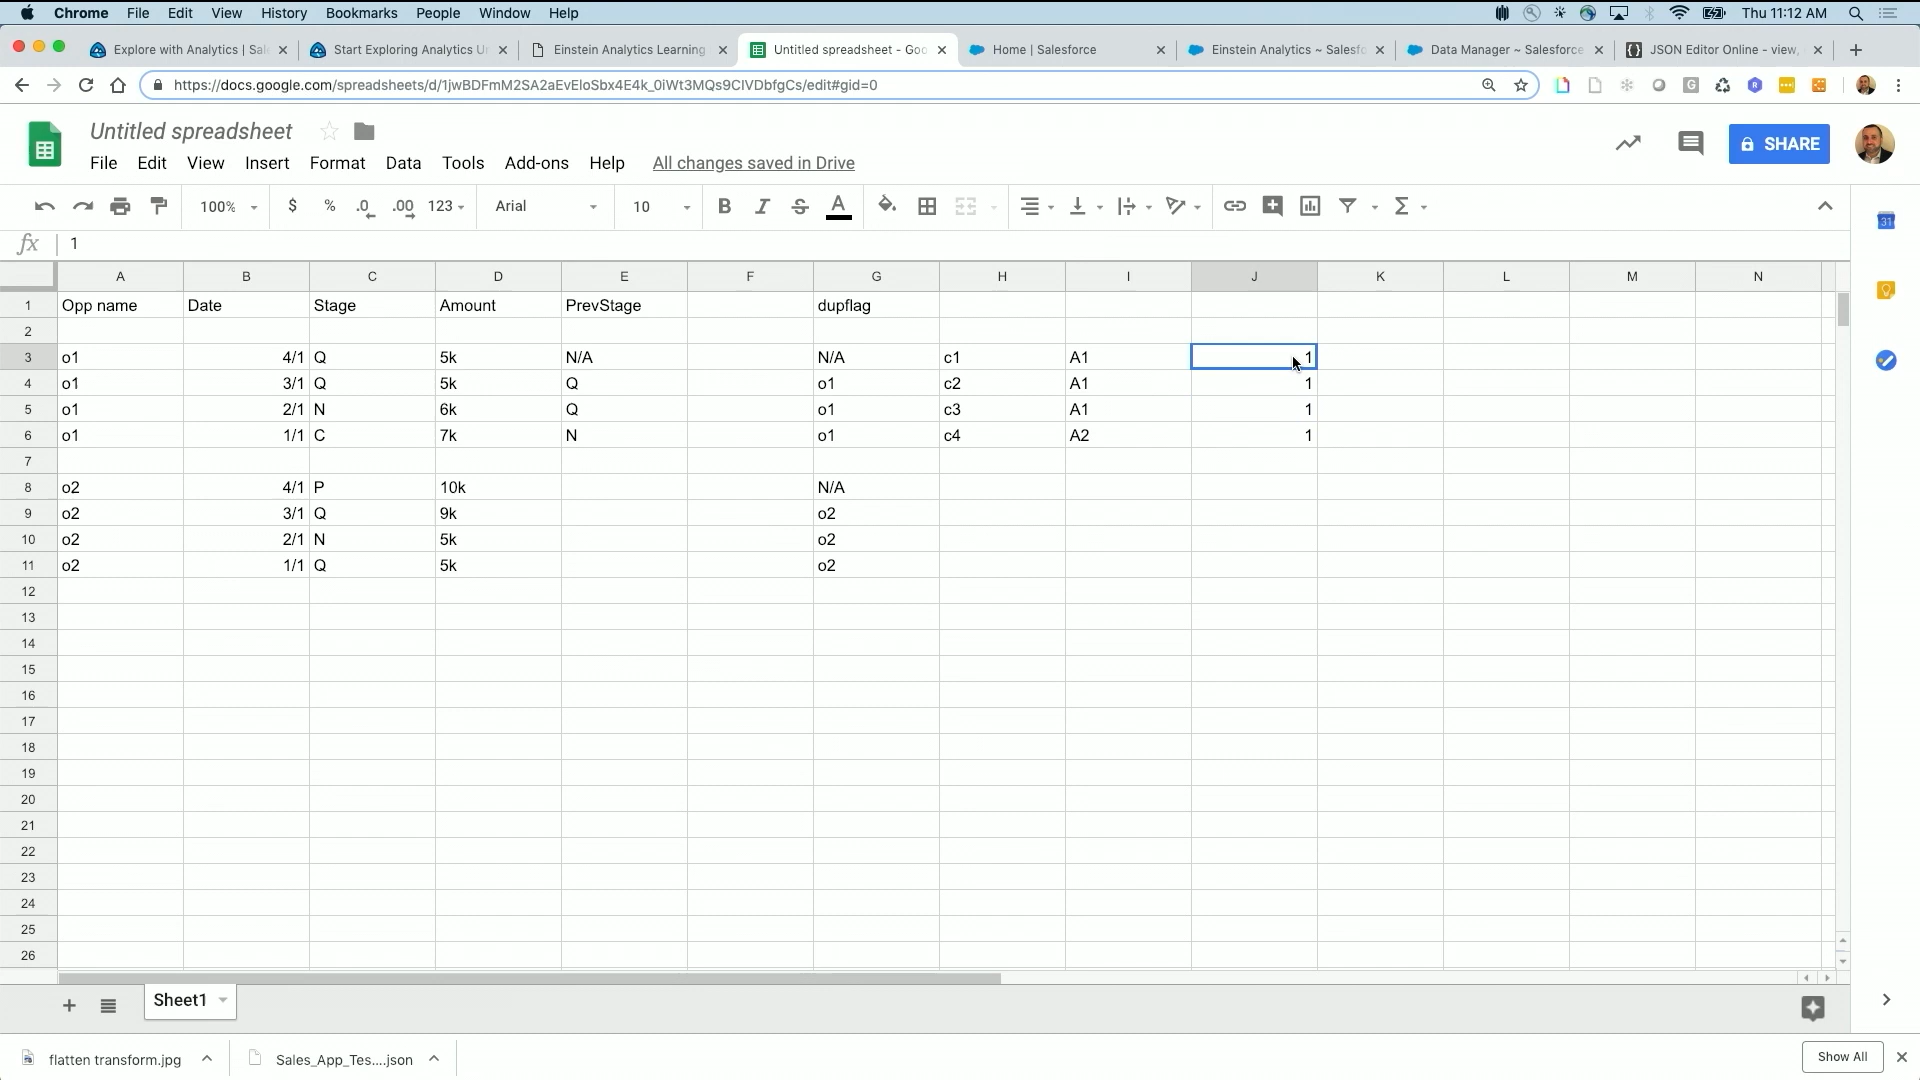 Chrome File Edit View History Bookmarks People Window Help Thu 11:12 AM
Explore with Analytics | Sal Start Exploring Analytics U Einstein Analytics Learning Untitled spreadsheet - Goo Home | Salesforce Einstein Analytics ~ Salesfo Data Manager ~ Salesforce JSON Editor Online - view,
https://docs.google.com/spreadsheets/d/1jwBDFmM2SA2aEvEloSbx4E4k_0iWt3MQs9CIVDbfgCs/edit#gid=0
Untitled spreadsheet
File Edit View Insert Format Data Tools Add-ons Help All changes saved in Drive
SHARE
100% $ % .0 .00 123 Arial 10 B I S A Σ
31
fx 1
A B C D E F G H I J K L M N
1 Opp name Date Stage Amount PrevStage dupflag
2
3 o1 4/1 Q 5k N/A N/A c1 A1 1
4 o1 3/1 Q 5k Q o1 c2 A1 1
5 o1 2/1 N 6k Q o1 c3 A1 1
6 o1 1/1 C 7k N o1 c4 A2 1
7
8 o2 4/1 P 10k N/A
9 o2 3/1 Q 9k o2
10 o2 2/1 N 5k o2
11 o2 1/1 Q 5k o2
12
13
14
15
16
17
18
19
20
21
22
23
24
25
26
Sheet1
flatten transform.jpg Sales_App_Tes....json Show All